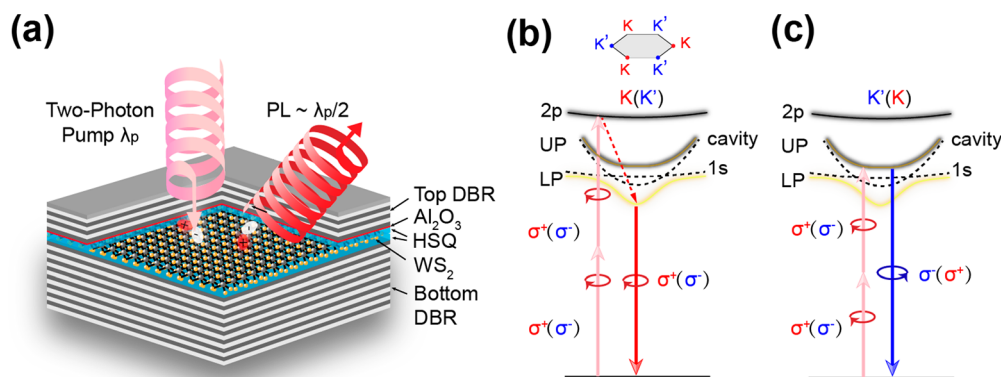 (a)
Two-Photon
Pump λₚ
PL ~ λₚ/2
Top DBR
Al₂O₃
HSQ
WS₂
Bottom
DBR
(b)
K K'
K' K
K K'
K(K')
2p
UP
cavity
1s
LP
σ⁺(σ⁻)
σ⁺(σ⁻)
σ⁺(σ⁻)
(c)
K'(K)
2p
UP
cavity
1s
LP
σ⁺(σ⁻)
σ⁻(σ⁺)
σ⁺(σ⁻)